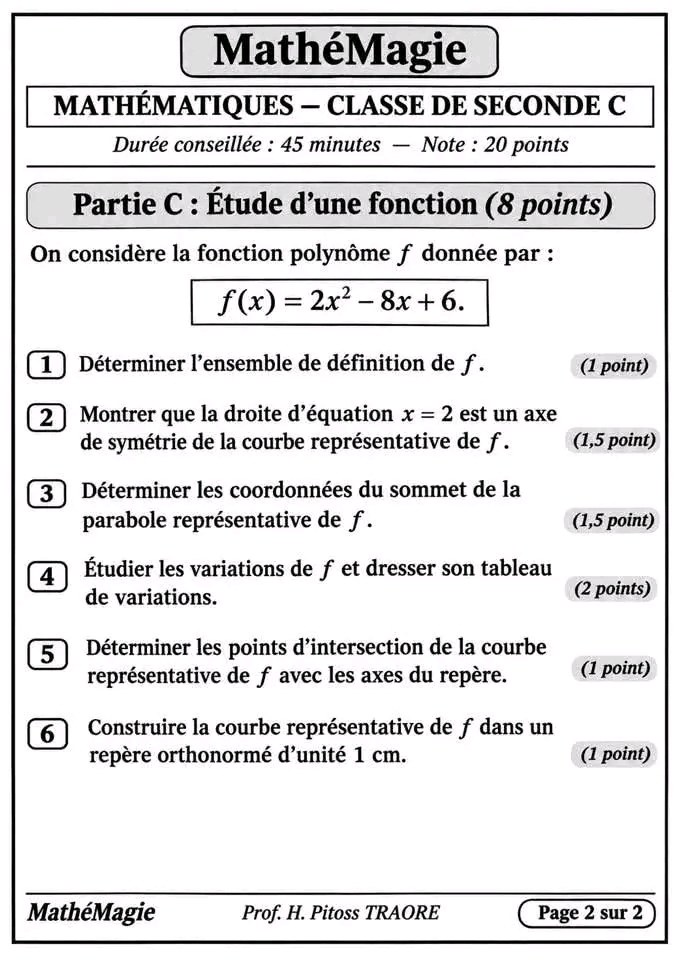 MathéMagie
MATHÉMATIQUES – CLASSE DE SECONDE C
Durée conseillée : 45 minutes — Note : 20 points
Partie C : Étude d'une fonction (8 points)
On considère la fonction polynôme f donnée par :
f(x) = 2x² − 8x + 6.
1 Déterminer l'ensemble de définition de f. (1 point)
2 Montrer que la droite d'équation x = 2 est un axe
de symétrie de la courbe représentative de f. (1,5 point)
3 Déterminer les coordonnées du sommet de la
parabole représentative de f. (1,5 point)
4 Étudier les variations de f et dresser son tableau
de variations. (2 points)
5 Déterminer les points d'intersection de la courbe
représentative de f avec les axes du repère. (1 point)
6 Construire la courbe représentative de f dans un
repère orthonormé d'unité 1 cm. (1 point)
MathéMagie Prof. H. Pitoss TRAORE Page 2 sur 2